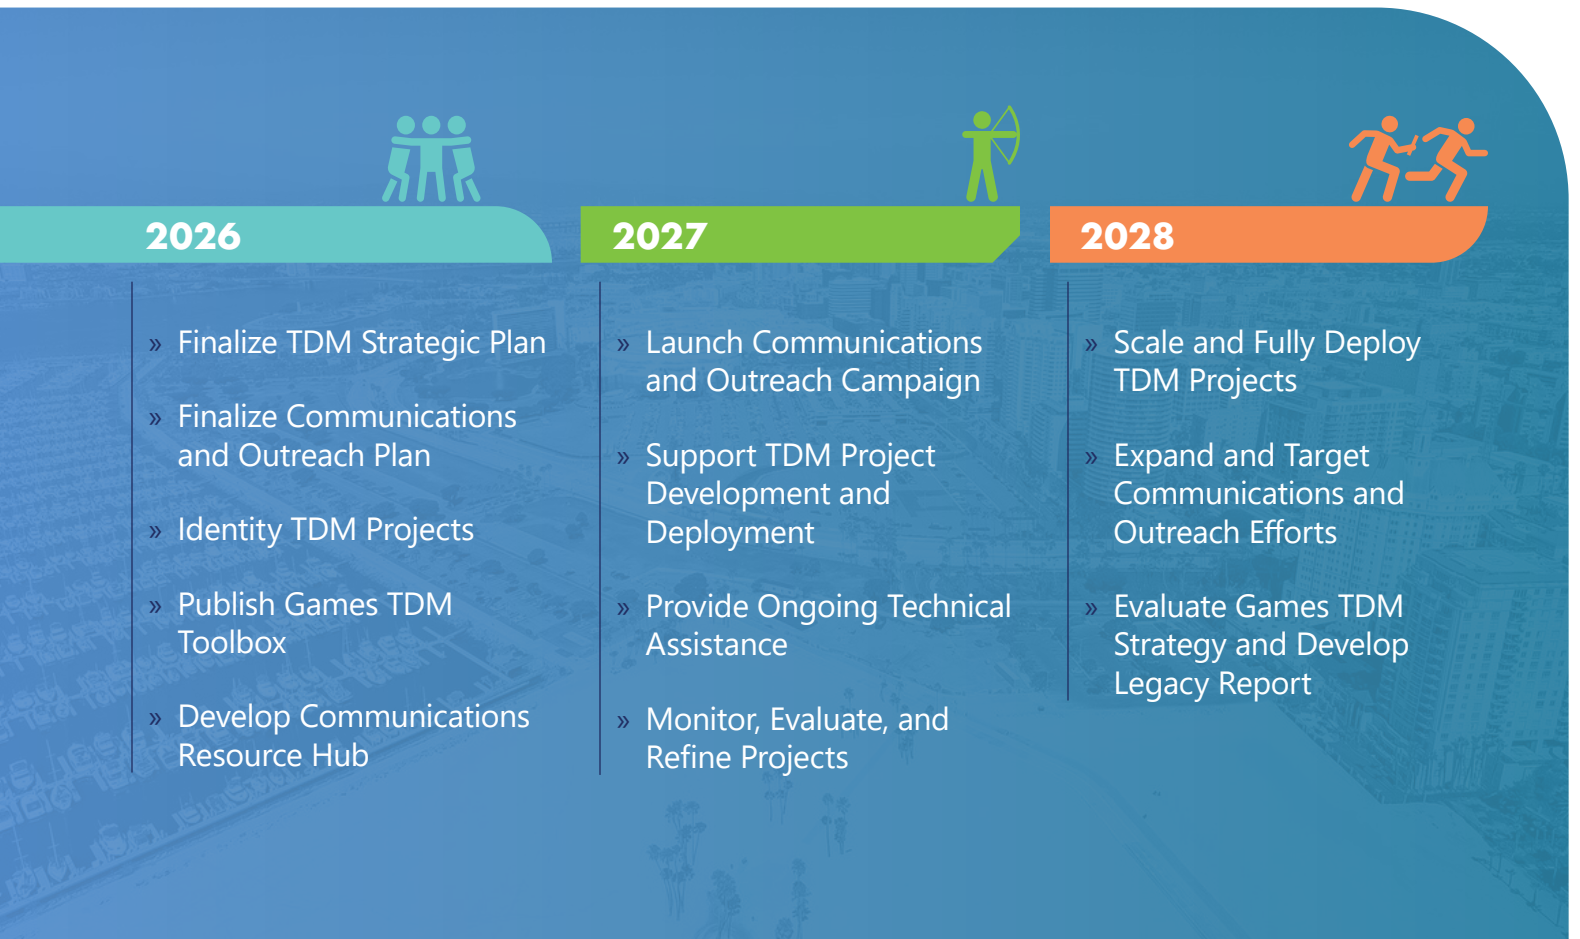 2026
» Finalize TDM Strategic Plan
» Finalize Communications
and Outreach Plan
» Identity TDM Projects
» Publish Games TDM
Toolbox
» Develop Communications
Resource Hub
2027
» Launch Communications
and Outreach Campaign
» Support TDM Project
Development and
Deployment
» Provide Ongoing Technical
Assistance
» Monitor, Evaluate, and
Refine Projects
2028
» Scale and Fully Deploy
TDM Projects
» Expand and Target
Communications and
Outreach Efforts
» Evaluate Games TDM
Strategy and Develop
Legacy Report